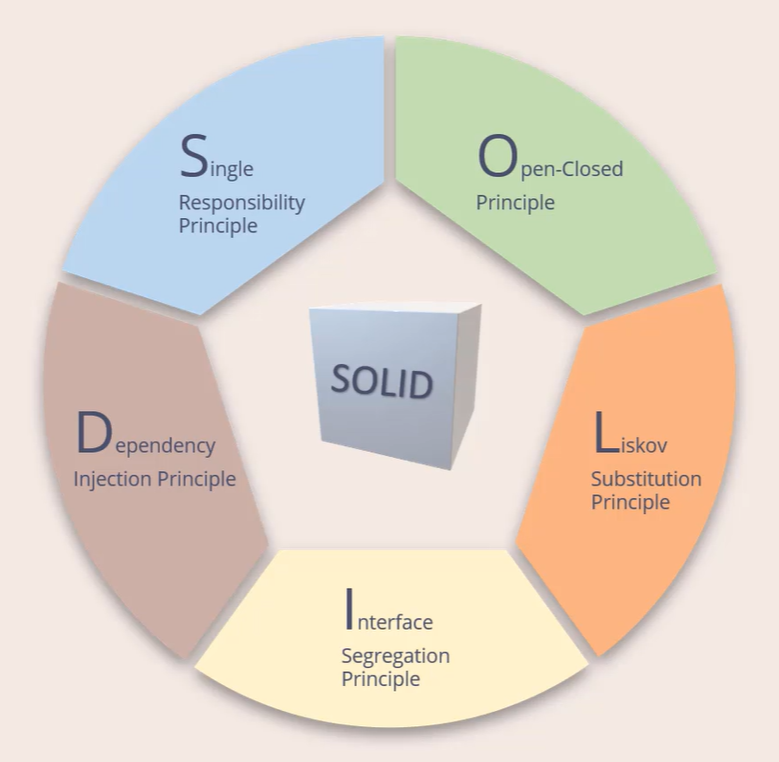 Single
Responsibility
Principle
Open-Closed
Principle
SOLID
Dependency
Injection Principle
Liskov
Substitution
Principle
Interface
Segregation
Principle